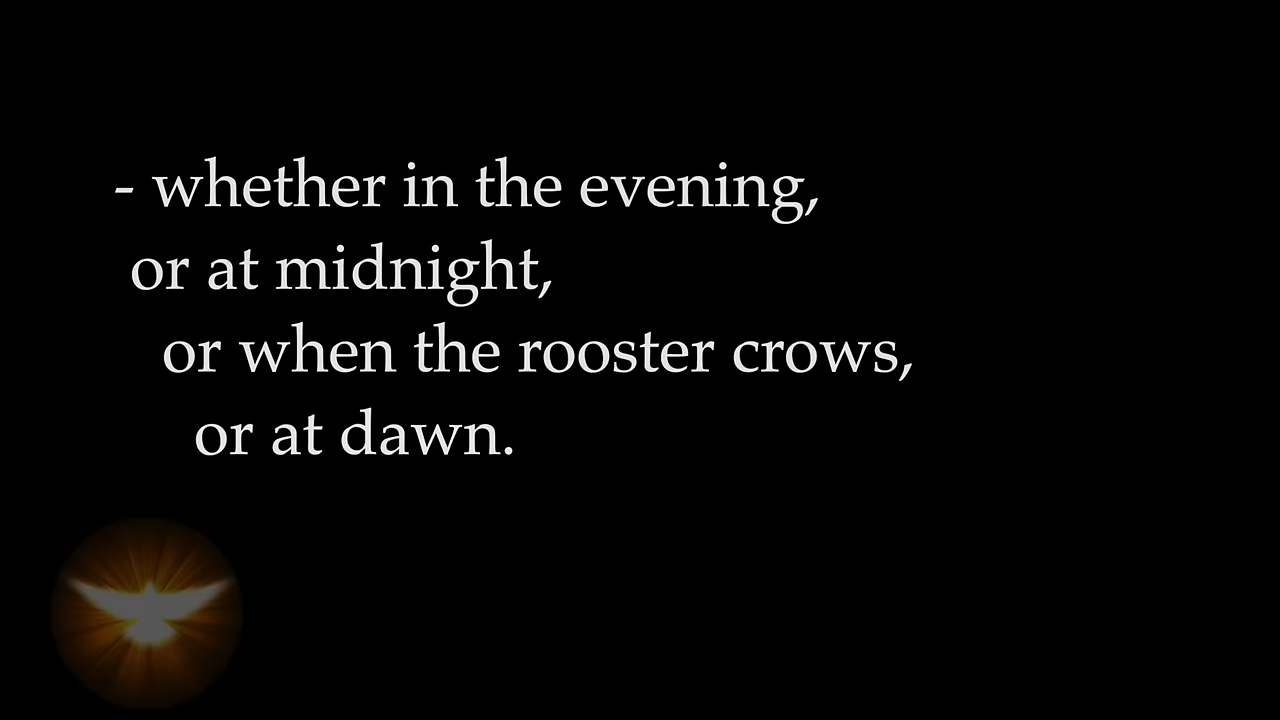 - whether in the evening,
or at midnight,
or when the rooster crows,
or at dawn.